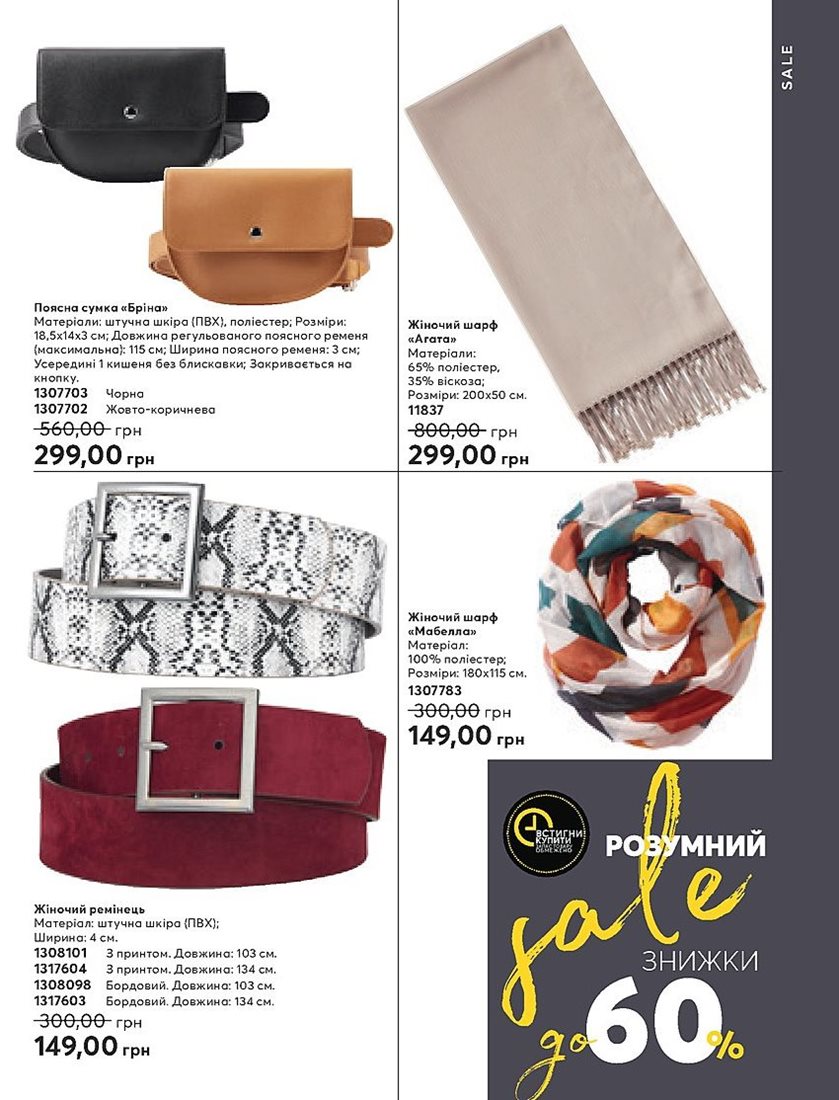 SALE
Поясна сумка «Бріна»
Матеріали: штучна шкіра (ПВХ), поліестер; Розміри:
18,5х14х3 см; Довжина регульованого поясного ременя
(максимальна): 115 см; Ширина поясного ременя: 3 см;
Усередині 1 кишеня без блискавки; Закривається на
кнопку.
1307703 Чорна
1307702 Жовто-коричнева
560,00 грн
299,00 грн
Жіночий шарф
«Агата»
Матеріали:
65% поліестер,
35% віскоза;
Розміри: 200х50 см.
11837
800,00 грн
299,00 грн
Жіночий шарф
«Мабелла»
Матеріал:
100% поліестер;
Розміри: 180х115 см.
1307783
300,00 грн
149,00 грн
Жіночий ремінець
Матеріал: штучна шкіра (ПВХ);
Ширина: 4 см.
1308101 З принтом. Довжина: 103 см.
1317604 З принтом. Довжина: 134 см.
1308098 Бордовий. Довжина: 103 см.
1317603 Бордовий. Довжина: 134 см.
300,00 грн
149,00 грн
ВСТИГНИ
КУПИТИ
ЗАПАС ТОВАРУ
ОБМЕЖЕНО
РОЗУМНИЙ
sale
ЗНИЖКИ
до 60%